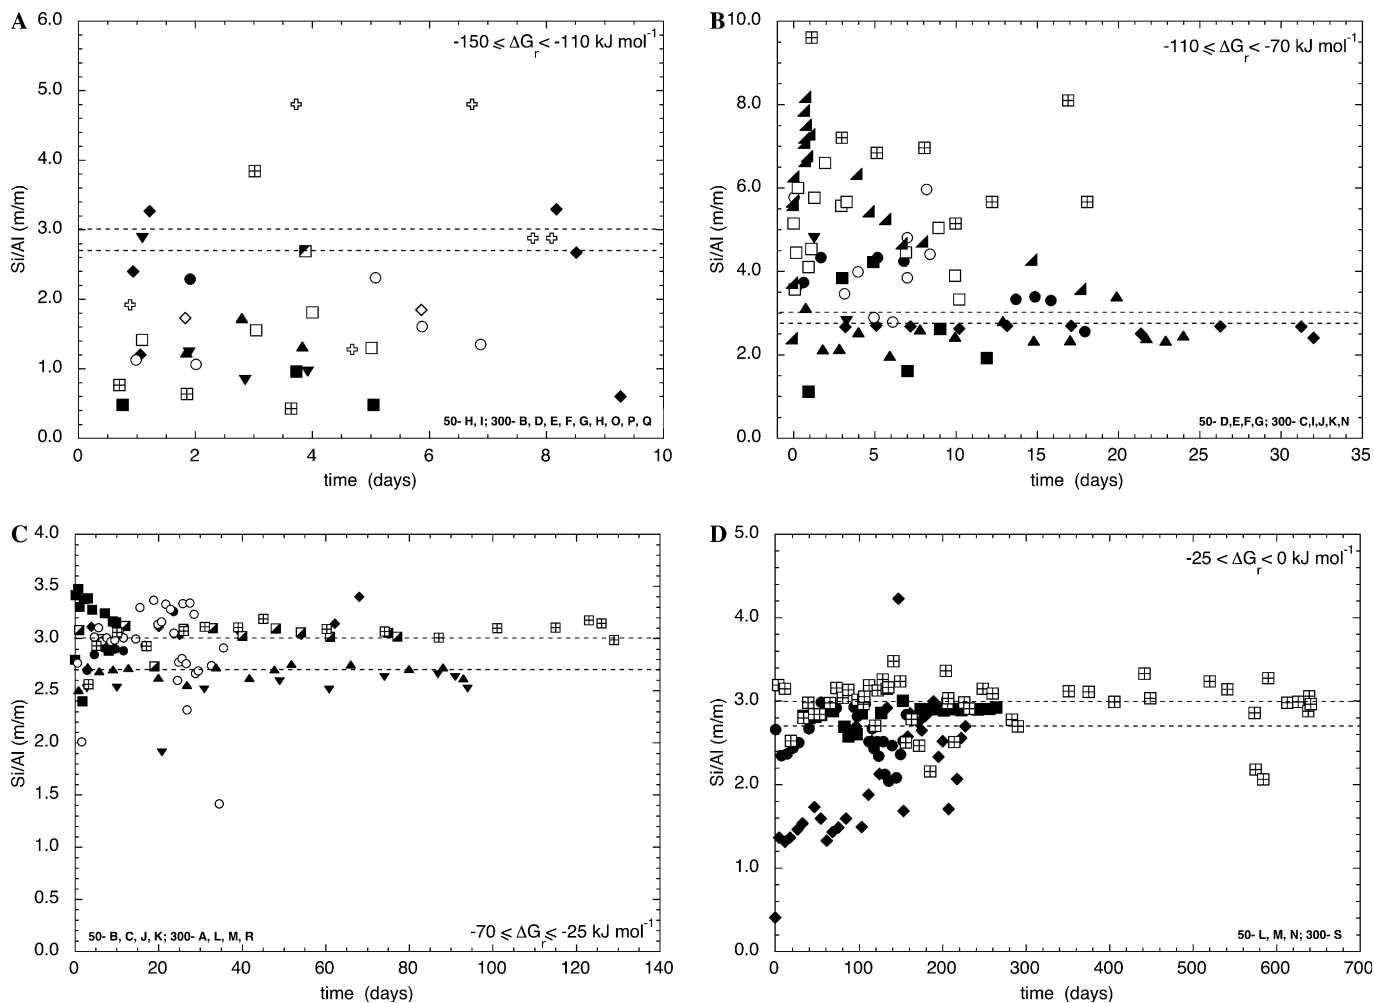 A
-150 ⩽ ΔGr < -110 kJ mol-1
6.0
5.0
4.0
3.0
2.0
1.0
0.0
Si/Al (m/m)
50- H, I; 300- B, D, E, F, G, H, O, P, Q
0 2 4 6 8 10
time (days)
B
-110 ⩽ ΔGr < -70 kJ mol-1
10.0
8.0
6.0
4.0
2.0
0.0
Si/Al (m/m)
50- D,E,F,G; 300- C,I,J,K,N
0 5 10 15 20 25 30 35
time (days)
C
4.0
3.5
3.0
2.5
2.0
1.5
1.0
0.5
0.0
Si/Al (m/m)
50- B, C, J, K; 300- A, L, M, R
-70 ⩽ ΔGr ⩽ -25 kJ mol-1
0 20 40 60 80 100 120 140
time (days)
D
-25 < ΔGr < 0 kJ mol-1
5.0
4.0
3.0
2.0
1.0
0.0
Si/Al (m/m)
50- L, M, N; 300- S
0 100 200 300 400 500 600 700
time (days)